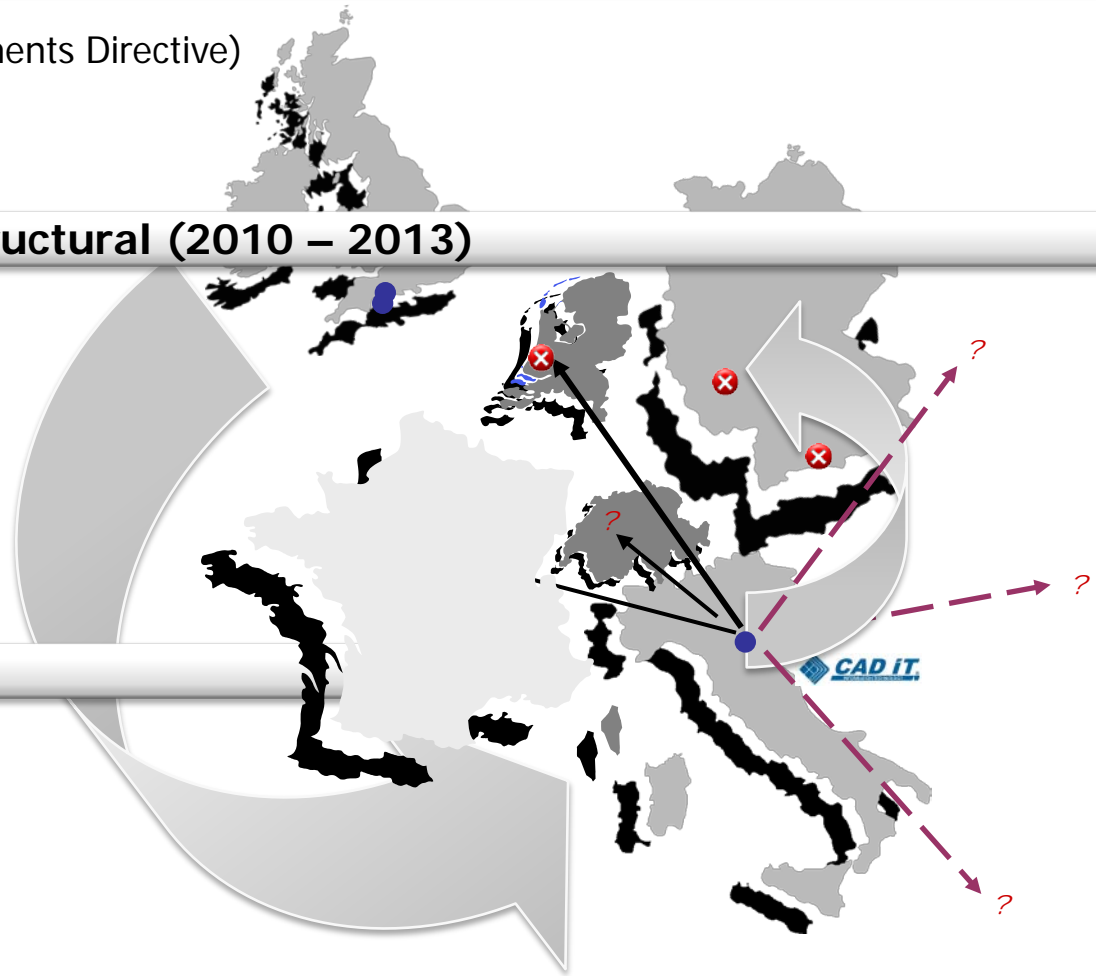 ments Directive)
uctural (2010 – 2013)
?
?
?
CAD iT
?